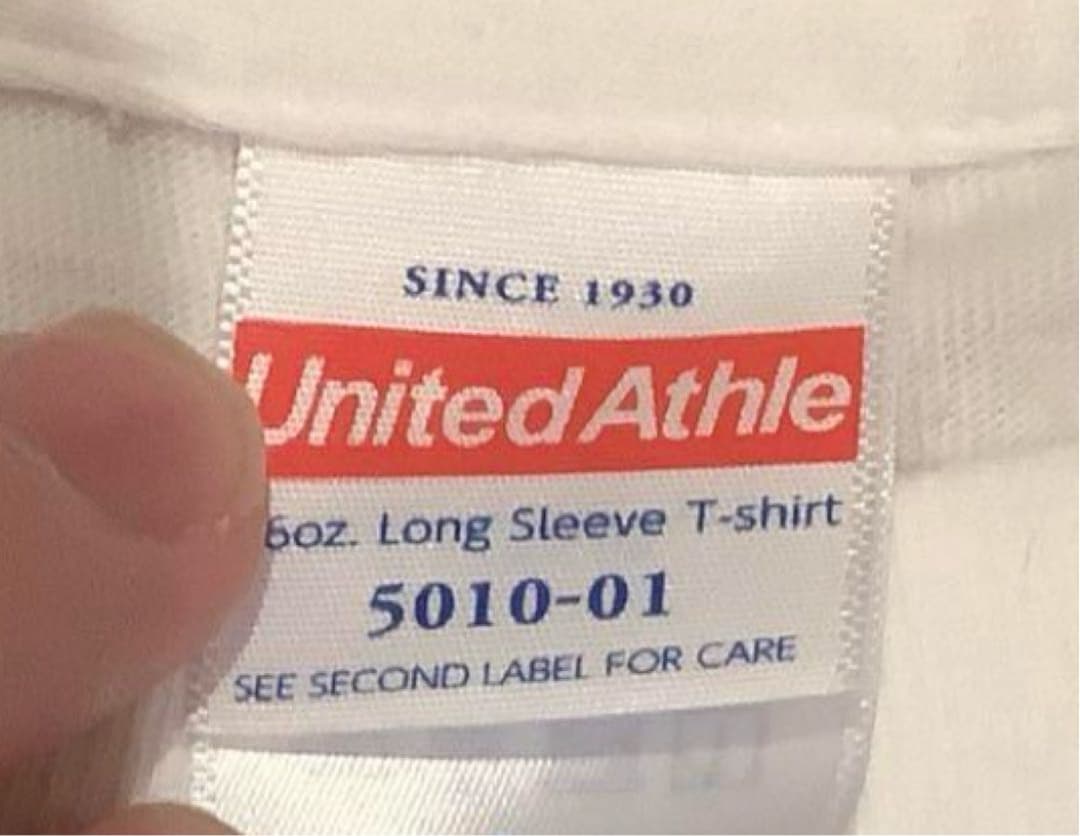 SINCE 1930
United Athle
6oz. Long Sleeve T-shirt
5010-01
SEE SECOND LABEL FOR CARE